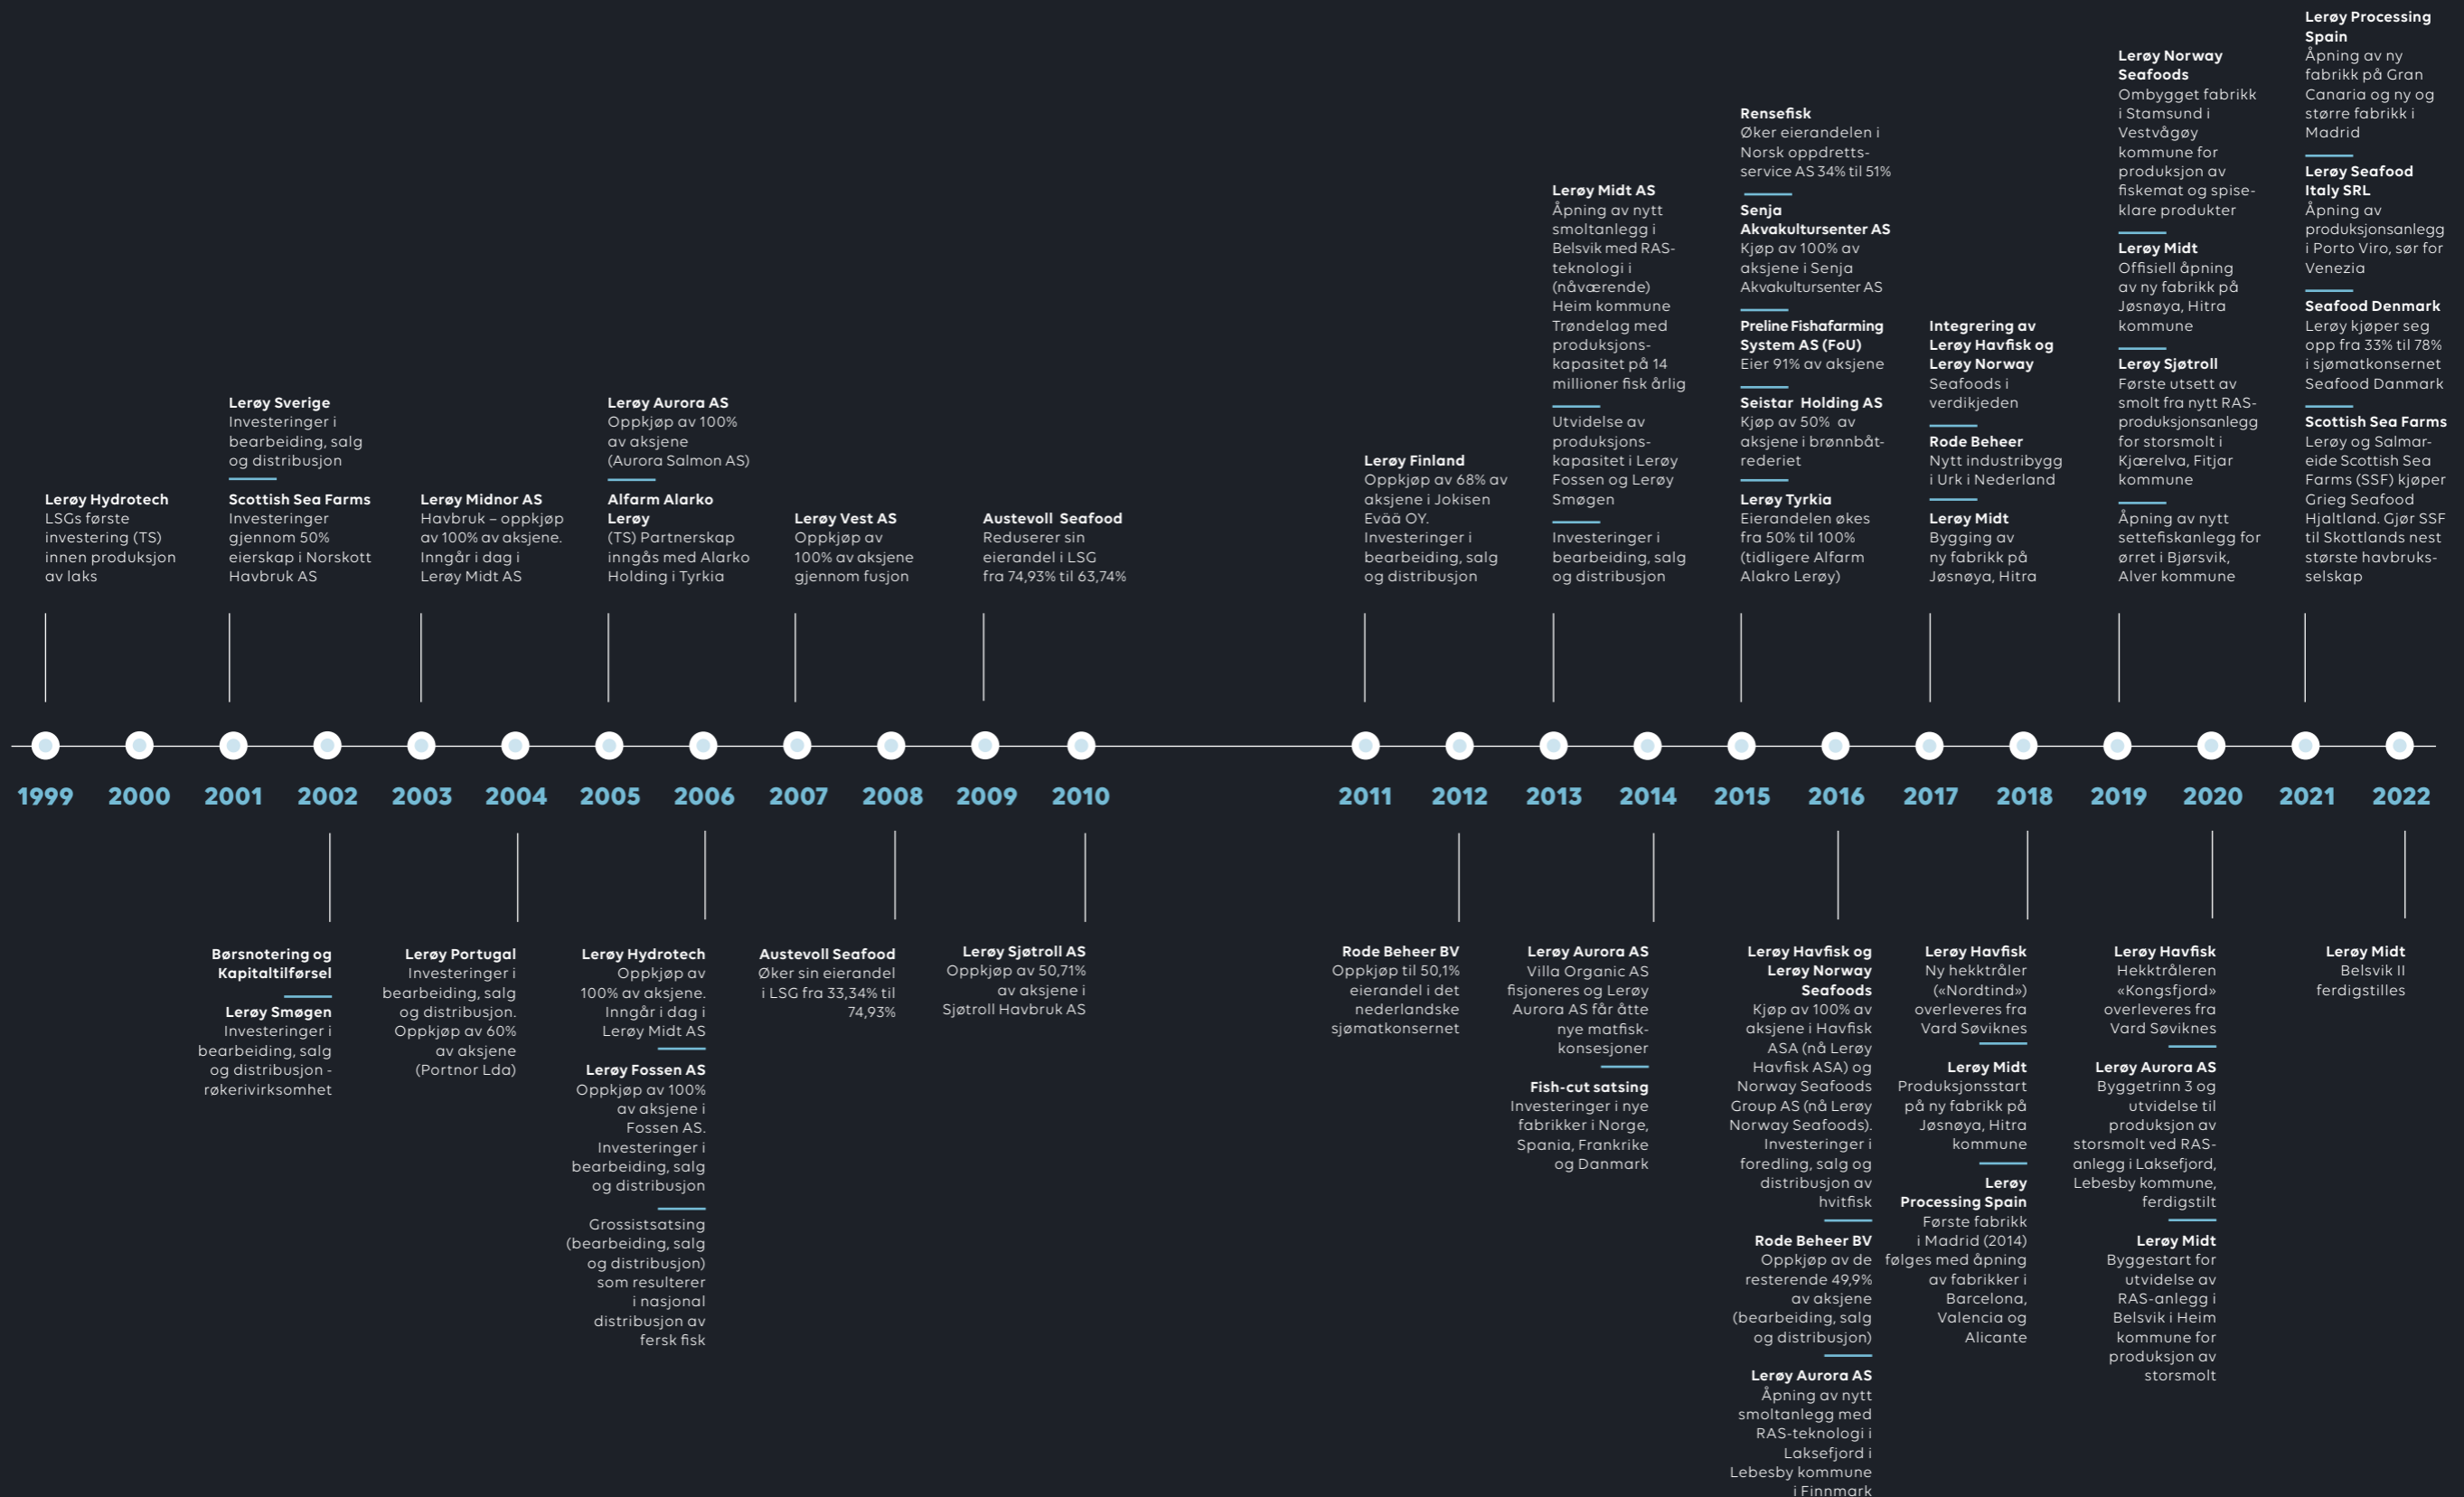 Lerøy Hydrotech
LSGs første
investering (TS)
innen produksjon
av laks
Lerøy Sverige
Investeringer i
bearbeiding, salg
og distribusjon
Scottish Sea Farms
Investeringer
gjennom 50%
eierskap i Norskott
Havbruk AS
Lerøy Midnor AS
Havbruk – oppkjøp
av 100% av aksjene.
Inngår i dag i
Lerøy Midt AS
Lerøy Aurora AS
Oppkjøp av 100%
av aksjene
(Aurora Salmon AS)
Alfarm Alarko
Lerøy
(TS) Partnerskap
inngås med Alarko
Holding i Tyrkia
Lerøy Vest AS
Oppkjøp av
100% av aksjene
gjennom fusjon
Austevoll Seafood
Reduserer sin
eierandel i LSG
fra 74,93% til 63,74%
Lerøy Finland
Oppkjøp av 68% av
aksjene i Jokisen
Evää OY.
Investeringer i
bearbeiding, salg
og distribusjon
Lerøy Midt AS
Åpning av nytt
smoltanlegg i
Belsvik med RAS-
teknologi i
(nåværende)
Heim kommune
Trøndelag med
produksjons-
kapasitet på 14
millioner fisk årlig
Utvidelse av
produksjons-
kapasitet i Lerøy
Fossen og Lerøy
Smøgen
Investeringer i
bearbeiding, salg
og distribusjon
Rensefisk
Øker eierandelen i
Norsk oppdretts-
service AS 34% til 51%
Senja
Akvakultursenter AS
Kjøp av 100% av
aksjene i Senja
Akvakultursenter AS
Preline Fishafarming
System AS (FoU)
Eier 91% av aksjene
Seistar Holding AS
Kjøp av 50% av
aksjene i brønnbåt-
rederiet
Lerøy Tyrkia
Eierandelen økes
fra 50% til 100%
(tidligere Alfarm
Alakro Lerøy)
Integrering av
Lerøy Havfisk og
Lerøy Norway
Seafoods i
verdikjeden
Rode Beheer
Nytt industribygg
i Urk i Nederland
Lerøy Midt
Bygging av
ny fabrikk på
Jøsnøya, Hitra
Lerøy Norway
Seafoods
Ombygget fabrikk
i Stamsund i
Vestvågøy
kommune for
produksjon av
fiskemat og spise-
klare produkter
Lerøy Midt
Offisiell åpning
av ny fabrikk på
Jøsnøya, Hitra
kommune
Lerøy Sjøtroll
Første utsett av
smolt fra nytt RAS-
produksjonsanlegg
for storsmolt i
Kjærelva, Fitjar
kommune
Åpning av nytt
settefiskanlegg for
ørret i Bjørsvik,
Alver kommune
Lerøy Processing
Spain
Åpning av ny
fabrikk på Gran
Canaria og ny og
større fabrikk i
Madrid
Lerøy Seafood
Italy SRL
Åpning av
produksjonsanlegg
i Porto Viro, sør for
Venezia
Seafood Denmark
Lerøy kjøper seg
opp fra 33% til 78%
i sjømatkonsernet
Seafood Danmark
Scottish Sea Farms
Lerøy og Salmar-
eide Scottish Sea
Farms (SSF) kjøper
Grieg Seafood
Hjaltland. Gjør SSF
til Skottlands nest
største havbruks-
selskap
1999 2000 2001 2002 2003 2004 2005 2006 2007 2008 2009 2010 2011 2012 2013 2014 2015 2016 2017 2018 2019 2020 2021 2022
Børsnotering og
Kapitaltilførsel
Lerøy Smøgen
Investeringer i
bearbeiding, salg
og distribusjon -
røkerivirksomhet
Lerøy Portugal
Investeringer i
bearbeiding, salg
og distribusjon.
Oppkjøp av 60%
av aksjene
(Portnor Lda)
Lerøy Hydrotech
Oppkjøp av
100% av aksjene.
Inngår i dag i
Lerøy Midt AS
Lerøy Fossen AS
Oppkjøp av 100%
av aksjene i
Fossen AS.
Investeringer i
bearbeiding, salg
og distribusjon
Grossistsatsing
(bearbeiding, salg
og distribusjon)
som resulterer
i nasjonal
distribusjon av
fersk fisk
Austevoll Seafood
Øker sin eierandel
i LSG fra 33,34% til
74,93%
Lerøy Sjøtroll AS
Oppkjøp av 50,71%
av aksjene i
Sjøtroll Havbruk AS
Rode Beheer BV
Oppkjøp til 50,1%
eierandel i det
nederlandske
sjømatkonsernet
Lerøy Aurora AS
Villa Organic AS
fisjoneres og Lerøy
Aurora AS får åtte
nye matfisk-
konsesjoner
Fish-cut satsing
Investeringer i nye
fabrikker i Norge,
Spania, Frankrike
og Danmark
Lerøy Havfisk og
Lerøy Norway
Seafoods
Kjøp av 100% av
aksjene i Havfisk
ASA (nå Lerøy
Havfisk ASA) og
Norway Seafoods
Group AS (nå Lerøy
Norway Seafoods).
Investeringer i
foredling, salg og
distribusjon av
hvitfisk
Rode Beheer BV
Oppkjøp av de
resterende 49,9%
av aksjene
(bearbeiding, salg
og distribusjon)
Lerøy Aurora AS
Åpning av nytt
smoltanlegg med
RAS-teknologi i
Laksefjord i
Lebesby kommune
i Finnmark
Lerøy Havfisk
Ny hekktråler
(«Nordtind»)
overleveres fra
Vard Søviknes
Lerøy Midt
Produksjonsstart
på ny fabrikk på
Jøsnøya, Hitra
kommune
Lerøy
Processing Spain
Første fabrikk
i Madrid (2014)
følges med åpning
av fabrikker i
Barcelona,
Valencia og
Alicante
Lerøy Havfisk
Hekktråleren
«Kongsfjord»
overleveres fra
Vard Søviknes
Lerøy Aurora AS
Byggetrinn 3 og
utvidelse til
produksjon av
storsmolt ved RAS-
anlegg i Laksefjord,
Lebesby kommune,
ferdigstilt
Lerøy Midt
Byggestart for
utvidelse av
RAS-anlegg i
Belsvik i Heim
kommune for
produksjon av
storsmolt
Lerøy Midt
Belsvik II
ferdigstilles